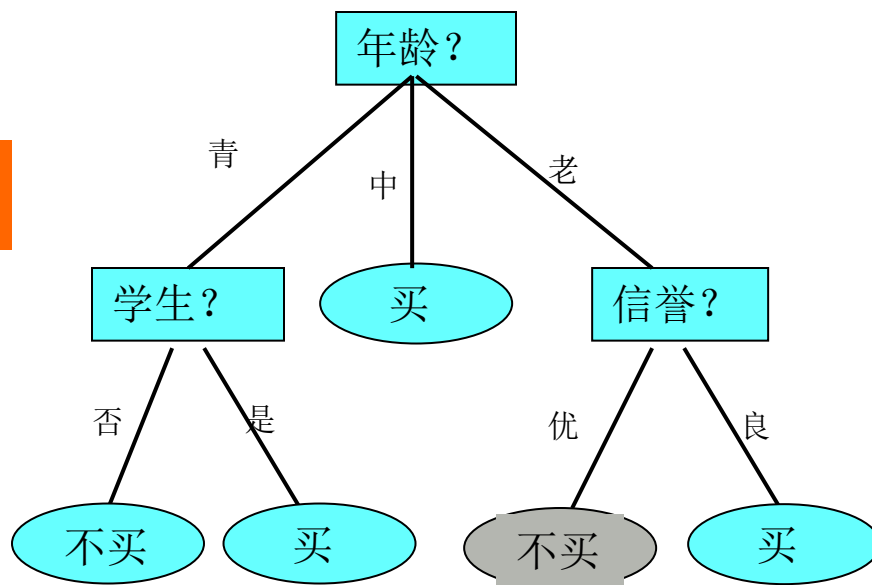 年龄？
青
中
老
学生？
买
信誉？
否
是
优
良
不买
买
不买
买